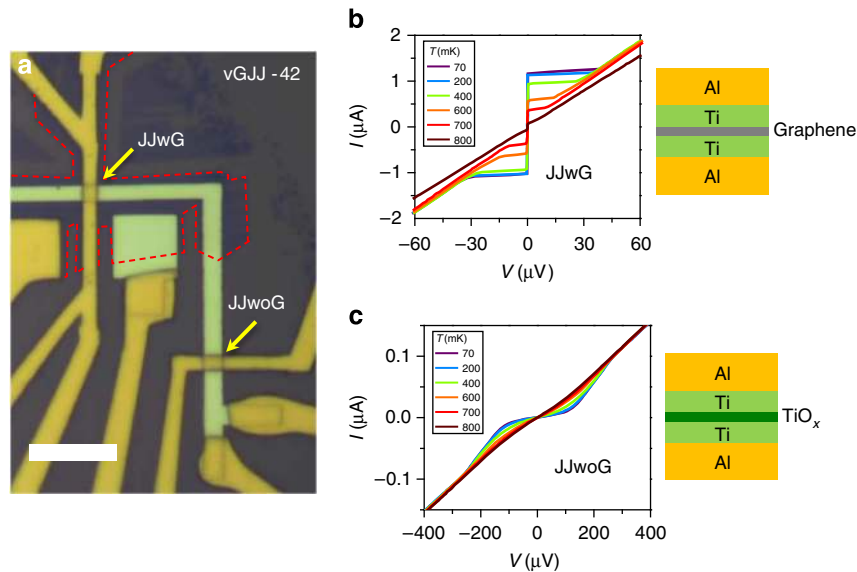 a
vGJJ -42
JJwG
JJwoG
b
I (μA)
2
1
0
−1
−2
T (mK)
70
200
400
600
700
800
JJwG
−60
−30
0
30
60
V (μV)
Al
Ti
Graphene
Ti
Al
c
I (μA)
0.1
0.0
−0.1
T (mK)
70
200
400
600
700
800
JJwoG
−400
−200
0
200
400
V (μV)
Al
Ti
TiOx
Ti
Al